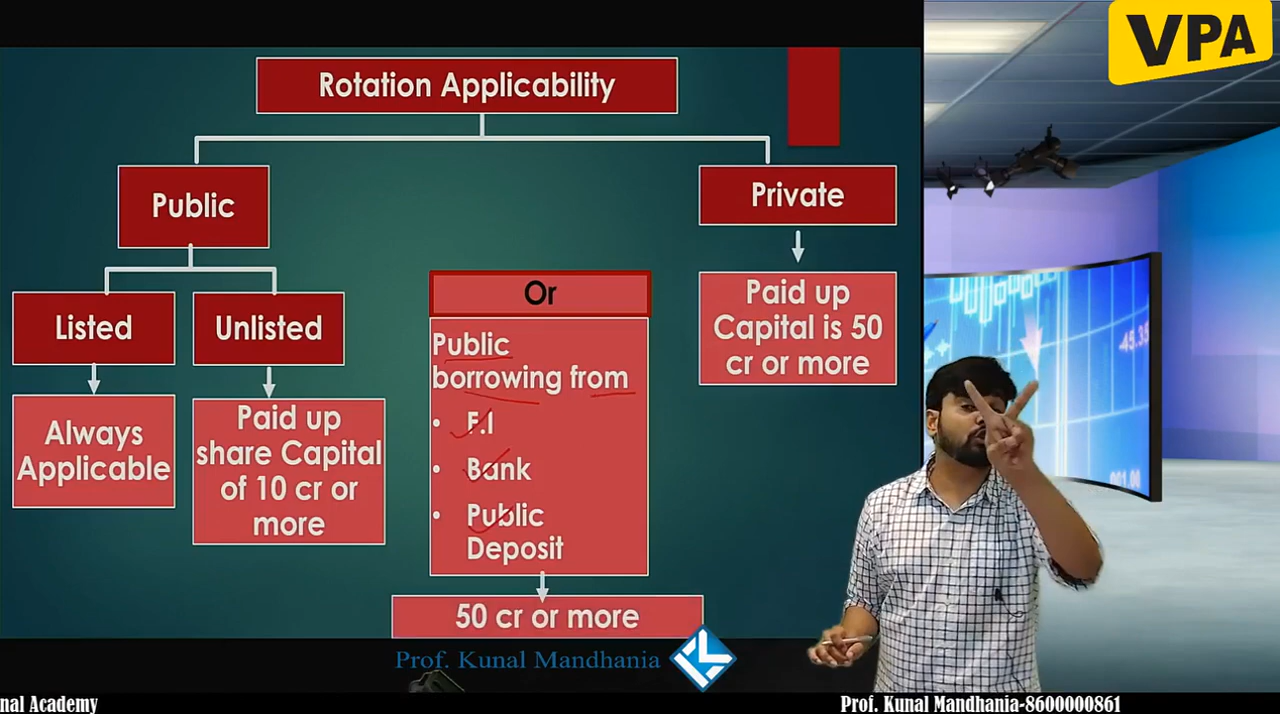 VPA
Rotation Applicability
Public
Private
Listed
Unlisted
Or
Paid up
Capital is 50
cr or more
Public
borrowing from
• F.I
• Bank
• Public
Deposit
Always
Applicable
Paid up
share Capital
of 10 cr or
more
50 cr or more
Prof. Kunal Mandhania
nal Academy
Prof. Kunal Mandhania-8600000861
-45.35